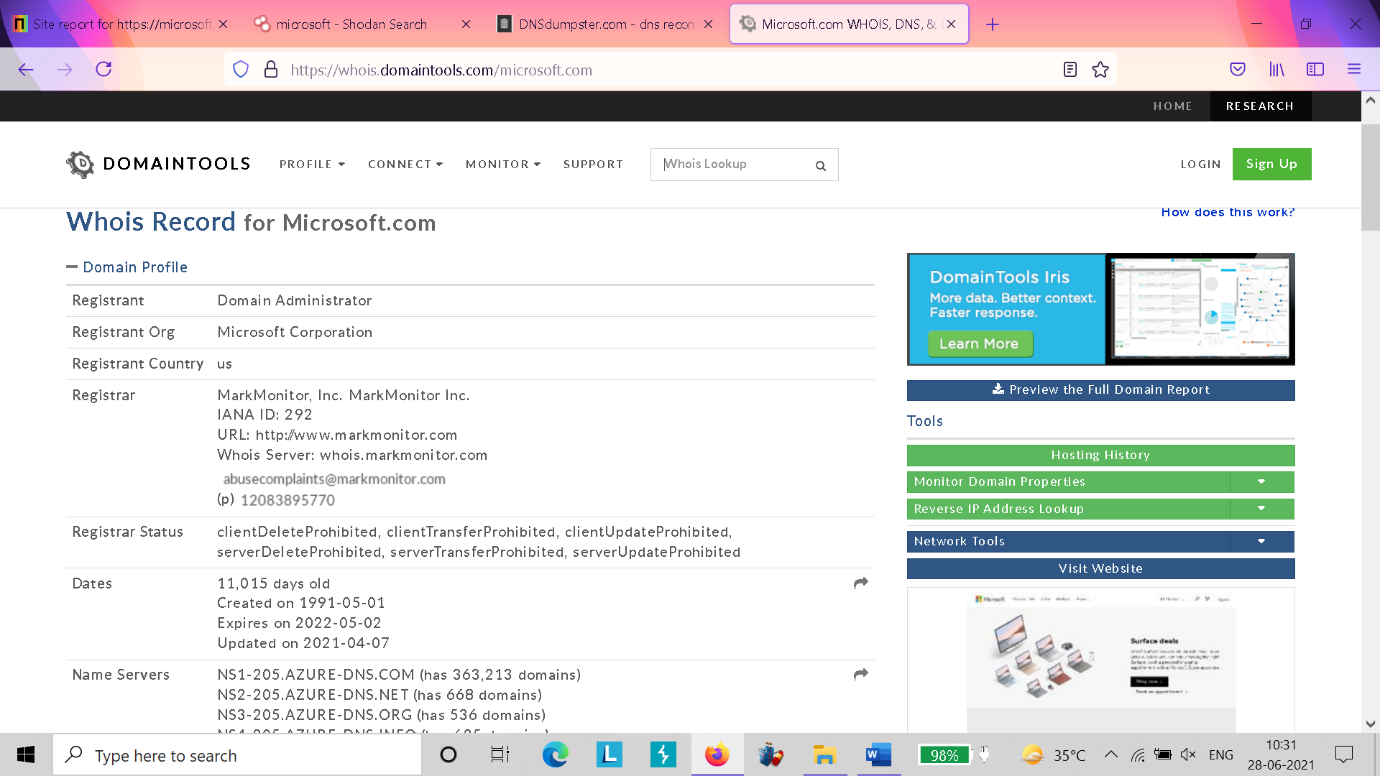 Site report for https://microsoft
microsoft - Shodan Search
DNSdumpster.com - dns recon
Microsoft.com WHOIS, DNS, &
https://whois.domaintools.com/microsoft.com
HOME
RESEARCH
DOMAINTOOLS
PROFILE
CONNECT
MONITOR
SUPPORT
Whois Lookup
LOGIN
Sign Up
Whois Record for Microsoft.com
How does this work?
Domain Profile
Registrant Domain Administrator
Registrant Org Microsoft Corporation
Registrant Country us
Registrar MarkMonitor, Inc. MarkMonitor Inc.
IANA ID: 292
URL: http://www.markmonitor.com
Whois Server: whois.markmonitor.com
abusecomplaints@markmonitor.com
(p) 12083895770
Registrar Status clientDeleteProhibited, clientTransferProhibited, clientUpdateProhibited,
serverDeleteProhibited, serverTransferProhibited, serverUpdateProhibited
Dates 11,015 days old
Created on 1991-05-01
Expires on 2022-05-02
Updated on 2021-04-07
Name Servers NS1-205.AZURE-DNS.COM (has 363,213 domains)
NS2-205.AZURE-DNS.NET (has 668 domains)
NS3-205.AZURE-DNS.ORG (has 536 domains)
DomainTools Iris
More data. Better context.
Faster response.
Learn More
Preview the Full Domain Report
Tools
Hosting History
Monitor Domain Properties
Reverse IP Address Lookup
Network Tools
Visit Website
Microsoft
Surface deals
Type here to search
98%
35°C
ENG
10:31
28-06-2021